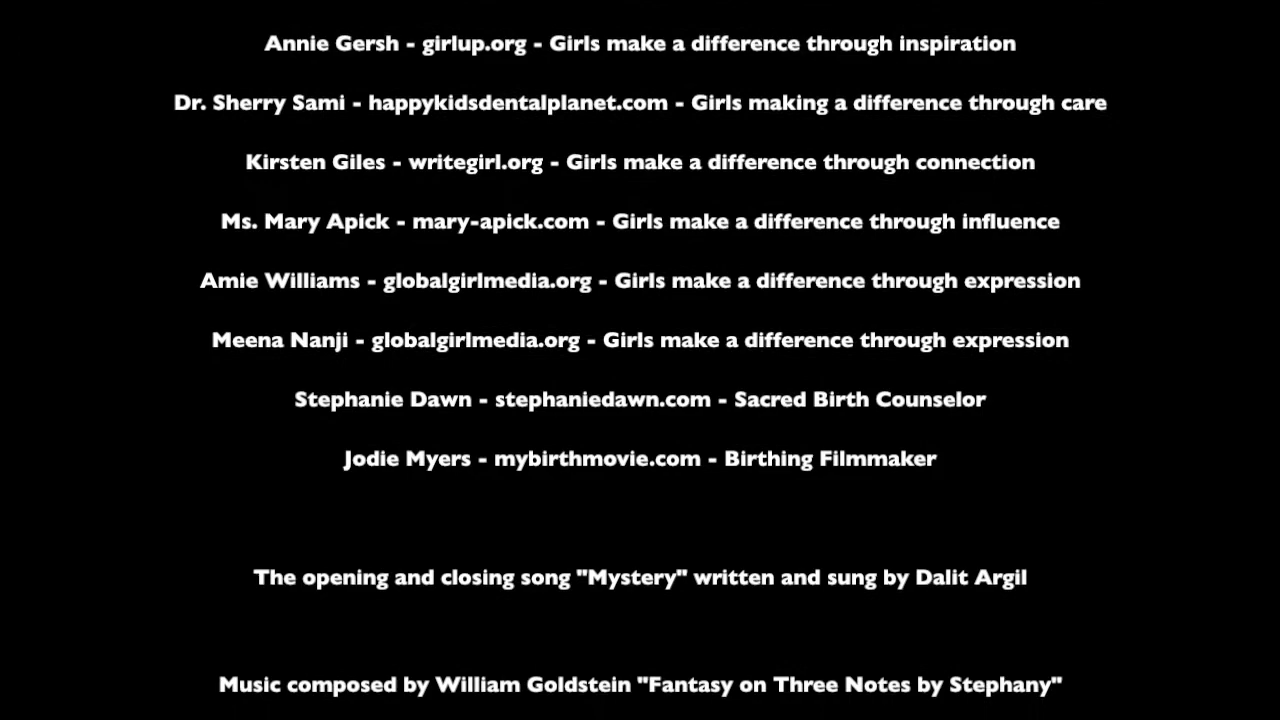 Annie Gersh - girlup.org - Girls make a difference through inspiration
Dr. Sherry Sami - happykidsdentalplanet.com - Girls making a difference through care
Kirsten Giles - writegirl.org - Girls make a difference through connection
Ms. Mary Apick - mary-apick.com - Girls make a difference through influence
Amie Williams - globalgirlmedia.org - Girls make a difference through expression
Meena Nanji - globalgirlmedia.org - Girls make a difference through expression
Stephanie Dawn - stephaniedawn.com - Sacred Birth Counselor
Jodie Myers - mybirthmovie.com - Birthing Filmmaker
The opening and closing song "Mystery" written and sung by Dalit Argil
Music composed by William Goldstein "Fantasy on Three Notes by Stephany"